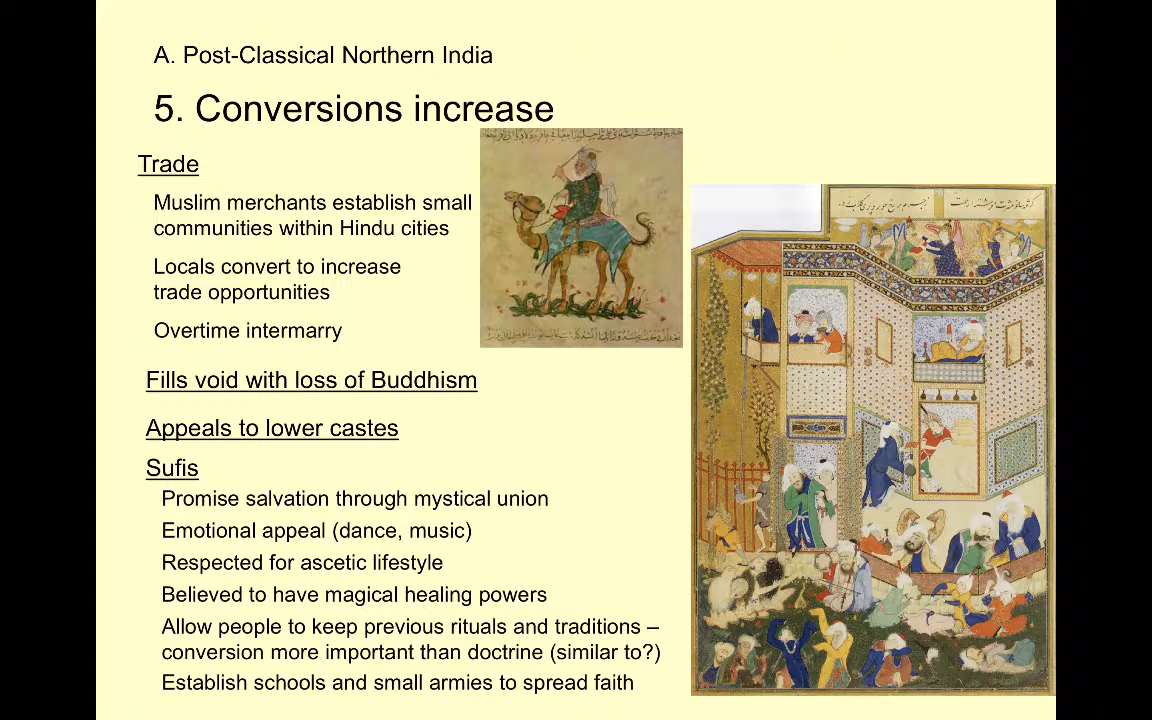 A. Post-Classical Northern India
5. Conversions increase
Trade
Muslim merchants establish small
communities within Hindu cities
Locals convert to increase
trade opportunities
Overtime intermarry
Fills void with loss of Buddhism
Appeals to lower castes
Sufis
Promise salvation through mystical union
Emotional appeal (dance, music)
Respected for ascetic lifestyle
Believed to have magical healing powers
Allow people to keep previous rituals and traditions –
conversion more important than doctrine (similar to?)
Establish schools and small armies to spread faith